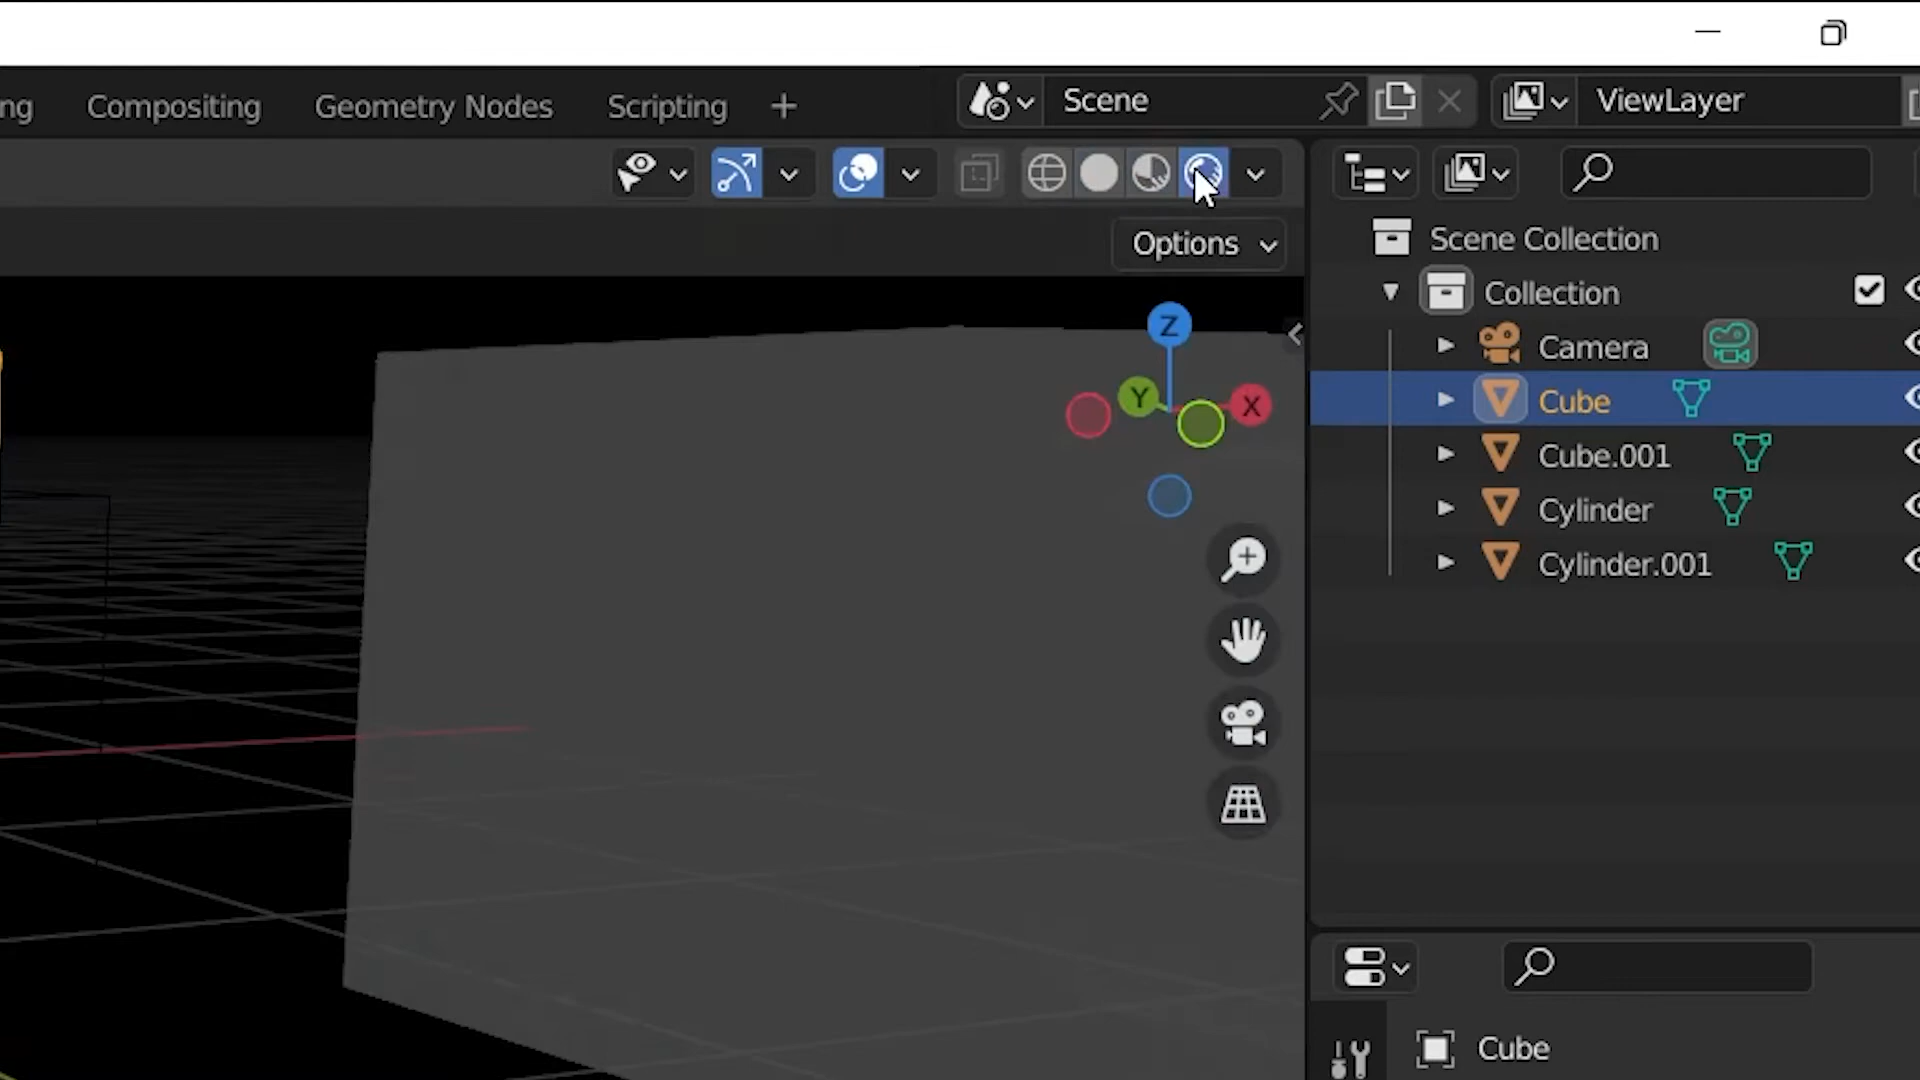 ng Compositing Geometry Nodes Scripting + Scene ViewLayer
Options
Scene Collection
Collection
Z
Camera
Y X
Cube
Cube.001
Cylinder
Cylinder.001
Cube